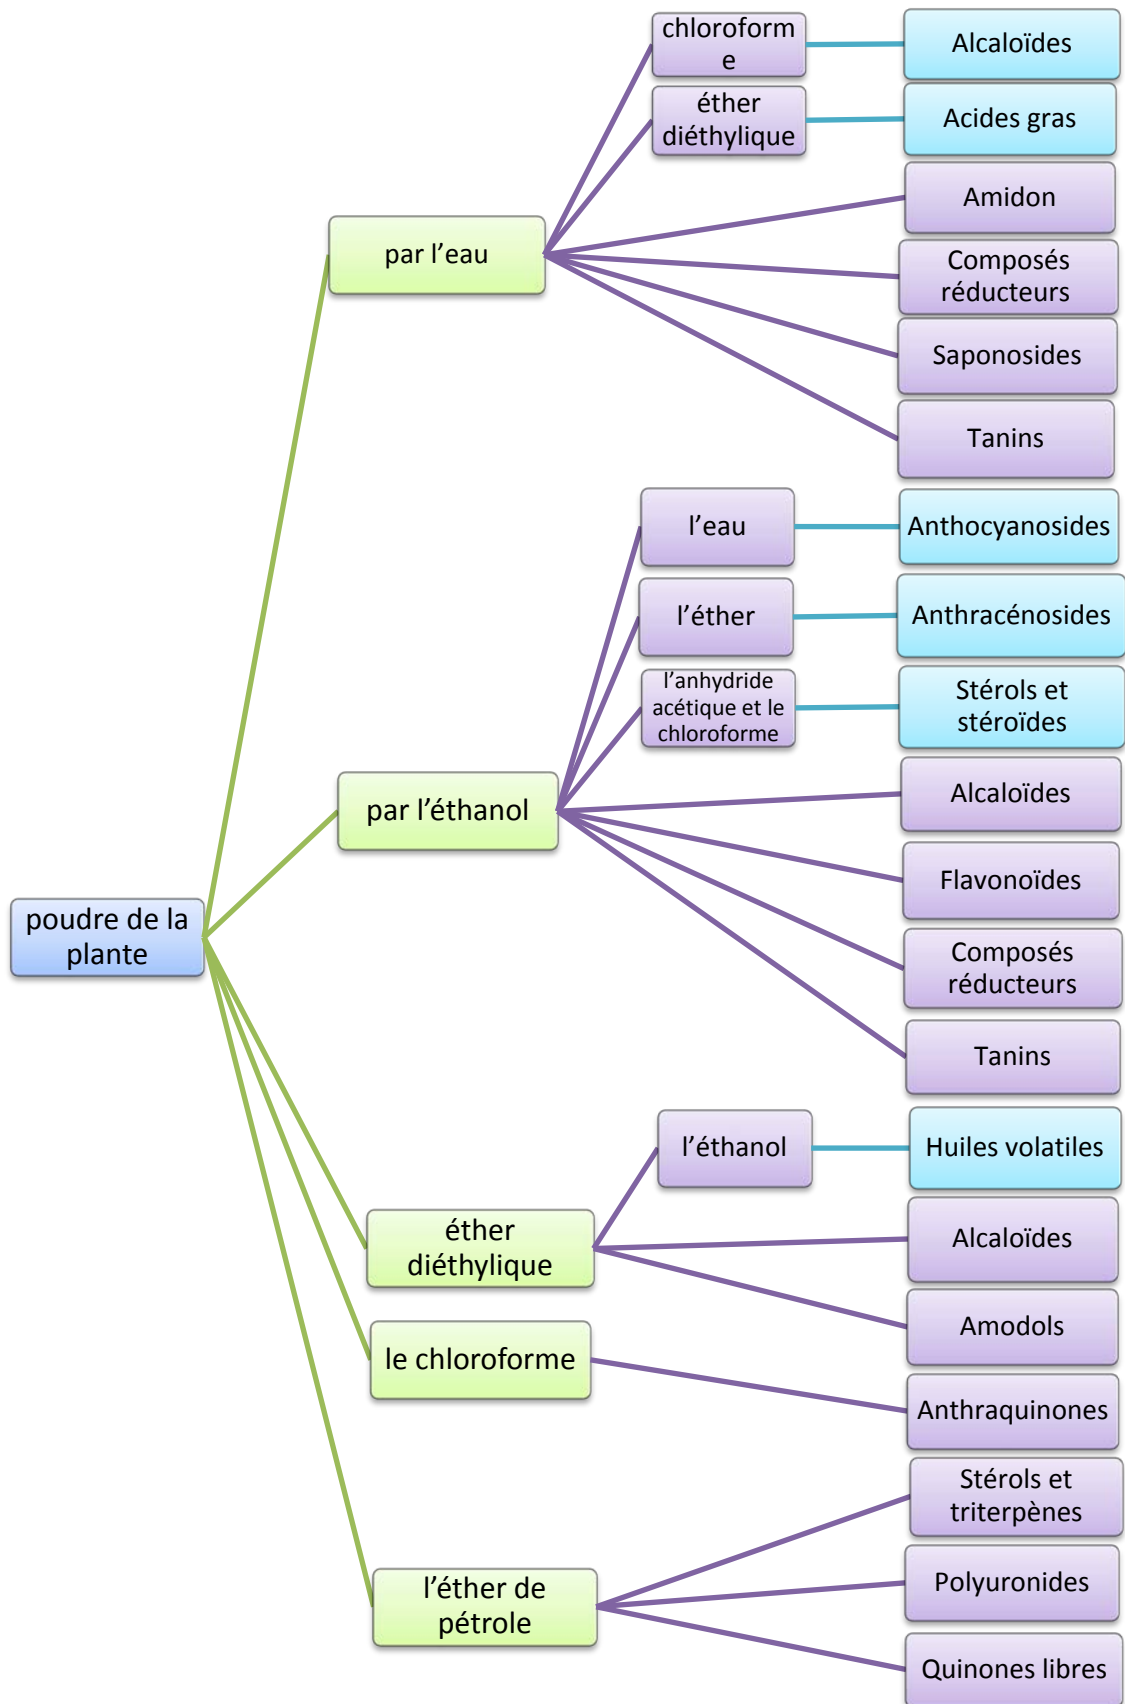 chloroform
e
Alcaloïdes
éther
diéthylique
Acides gras
Amidon
par l'eau
Composés
réducteurs
Saponosides
Tanins
l'eau
Anthocyanosides
l'éther
Anthracénosides
l'anhydride
acétique et le
chloroforme
Stérols et
stéroïdes
par l'éthanol
Alcaloïdes
Flavonoïdes
poudre de la
plante
Composés
réducteurs
Tanins
l'éthanol
Huiles volatiles
éther
diéthylique
Alcaloïdes
Amodols
le chloroforme
Anthraquinones
Stérols et
triterpènes
l'éther de
pétrole
Polyuronides
Quinones libres